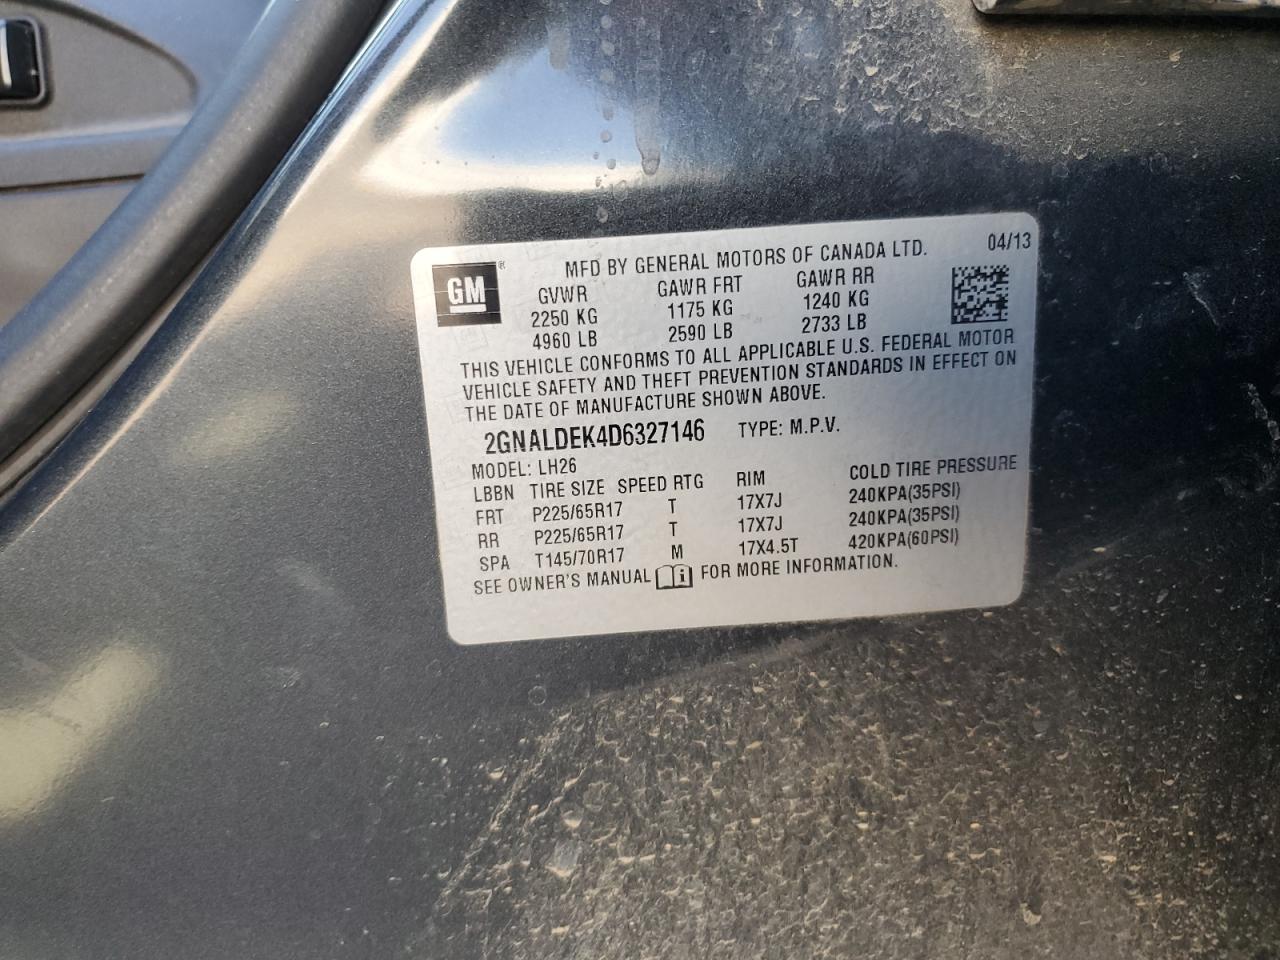 MFD BY GENERAL MOTORS OF CANADA LTD. 04/13
GM ®
GVWR GAWR FRT GAWR RR
2250 KG 1175 KG 1240 KG
4960 LB 2590 LB 2733 LB
THIS VEHICLE CONFORMS TO ALL APPLICABLE U.S. FEDERAL MOTOR
VEHICLE SAFETY AND THEFT PREVENTION STANDARDS IN EFFECT ON
THE DATE OF MANUFACTURE SHOWN ABOVE.
2GNALDEK4D6327146 TYPE: M.P.V.
MODEL: LH26
LBBN TIRE SIZE SPEED RTG RIM COLD TIRE PRESSURE
FRT P225/65R17 T 17X7J 240KPA(35PSI)
RR P225/65R17 T 17X7J 240KPA(35PSI)
SPA T145/70R17 M 17X4.5T 420KPA(60PSI)
SEE OWNER'S MANUAL i FOR MORE INFORMATION.